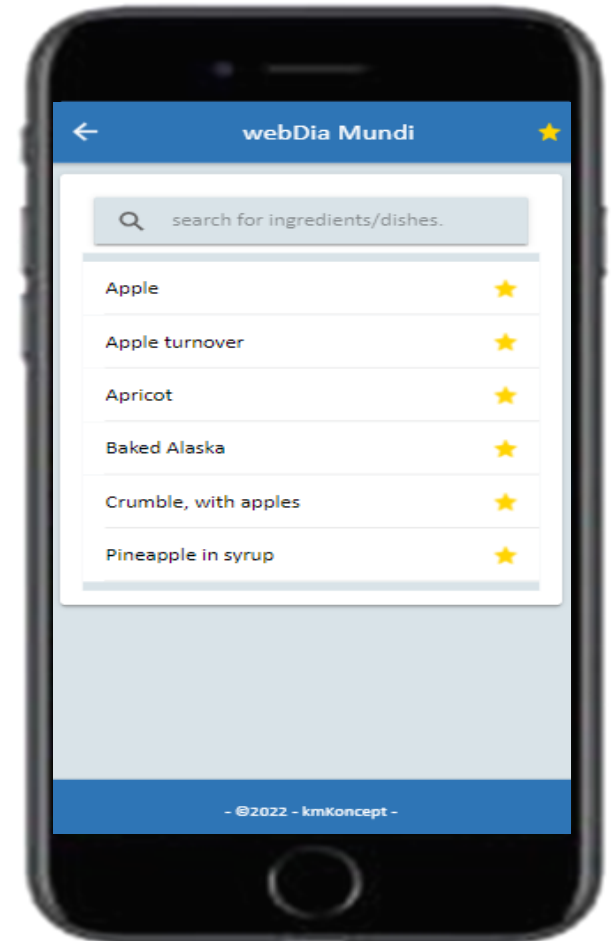 webDia Mundi
search for ingredients/dishes.
Apple
Apple turnover
Apricot
Baked Alaska
Crumble, with apples
Pineapple in syrup
- ©2022 - kmKoncept -